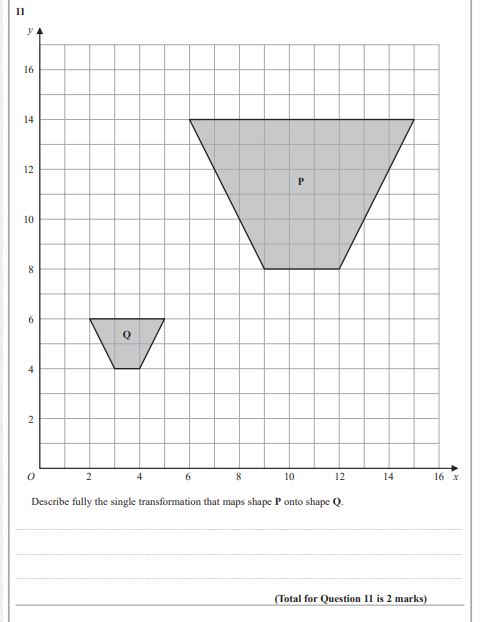 11
y
16
14
12
10
8
6
4
2
P
Q
O 2 4 6 8 10 12 14 16 x
Describe fully the single transformation that maps shape P onto shape Q.
(Total for Question 11 is 2 marks)